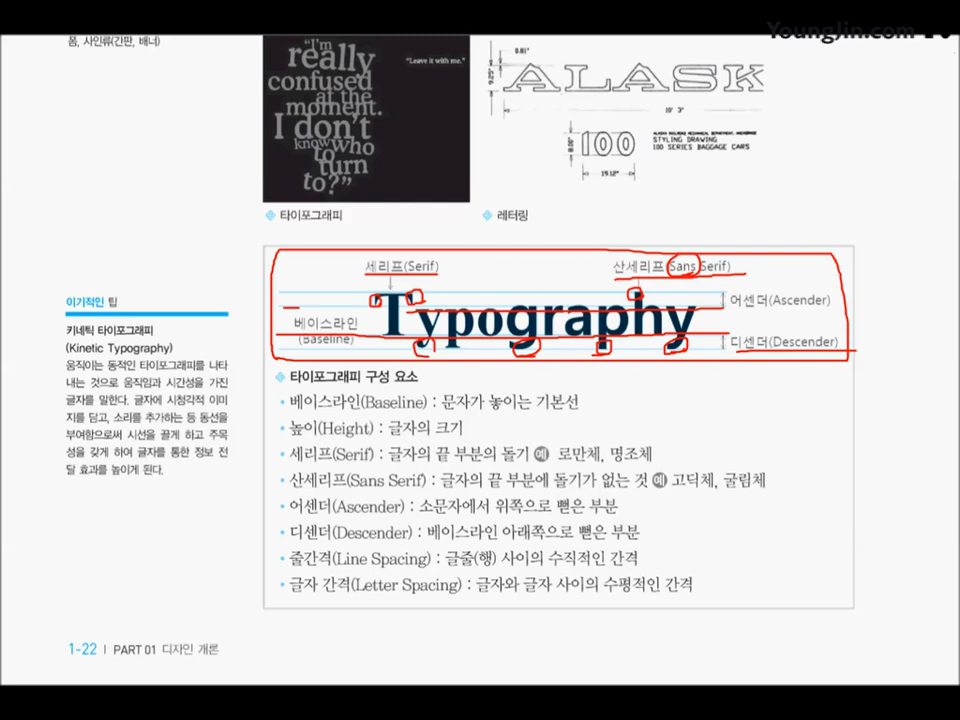 Younglin.com
폼, 사인류(간판, 배너)
"I'm
really
confused
at the
moment.
I don't
know who
to
turn
to?"
"Leave it with me."
0.81"
9.25"
ALASK
10' 3"
8.00"
100
19.12"
STYLING DRAWING
100 SERIES BAGGAGE CARS
타이포그래피
레터링
세리프(Serif)
산세리프(Sans Serif)
어센더(Ascender)
베이스라인
(Baseline)
Typography
디센더(Descender)
이기적인 팁
키네틱 타이포그래피
(Kinetic Typography)
움직이는 동적인 타이포그래피를 나타
내는 것으로 움직임과 시간성을 가진
글자를 말한다. 글자에 시청각적 이미
지를 담고, 소리를 추가하는 등 동선을
부여함으로써 시선을 끌게 하고 주목
성을 갖게 하여 글자를 통한 정보 전
달 효과를 높이게 된다.
타이포그래피 구성 요소
• 베이스라인(Baseline) : 문자가 놓이는 기본선
• 높이(Height) : 글자의 크기
• 세리프(Serif) : 글자의 끝 부분의 돌기 예 로만체, 명조체
• 산세리프(Sans Serif) : 글자의 끝 부분에 돌기가 없는 것 예 고딕체, 굴림체
• 어센더(Ascender) : 소문자에서 위쪽으로 뻗은 부분
• 디센더(Descender) : 베이스라인 아래쪽으로 뻗은 부분
• 줄간격(Line Spacing) : 글줄(행) 사이의 수직적인 간격
• 글자 간격(Letter Spacing) : 글자와 글자 사이의 수평적인 간격
1-22 | PART 01 디자인 개론